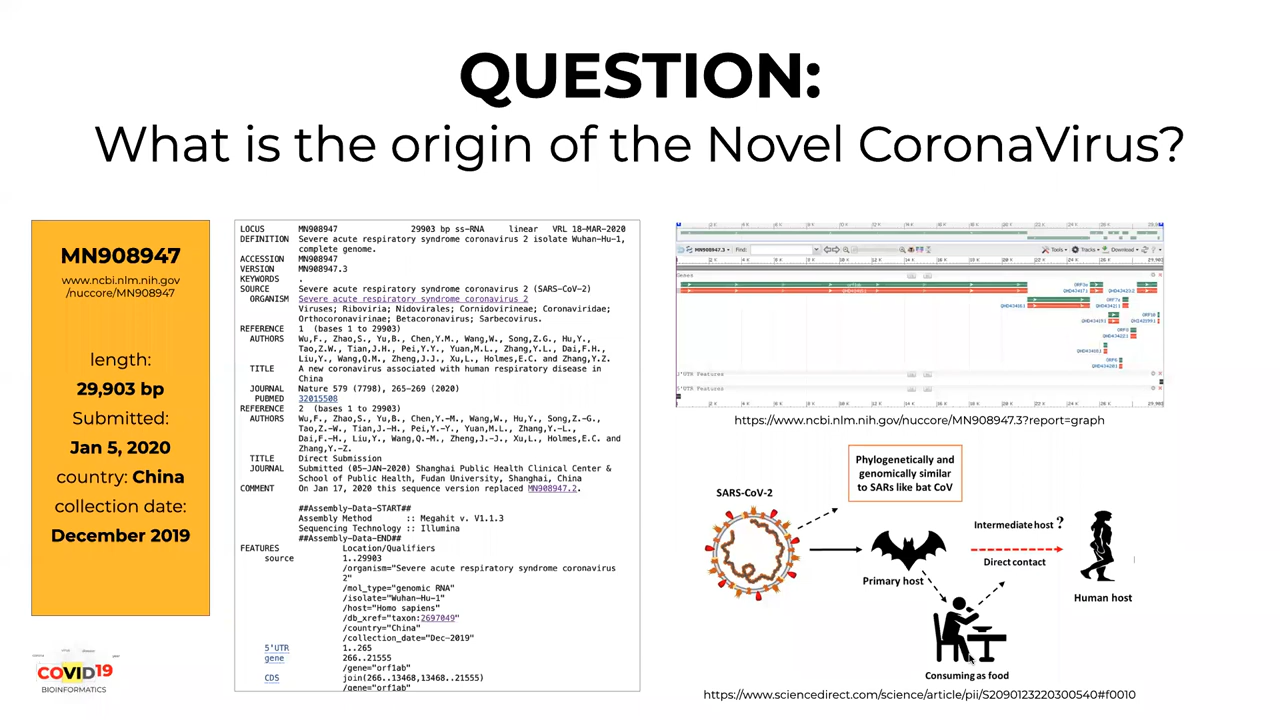 QUESTION:
What is the origin of the Novel CoronaVirus?
MN908947
www.ncbi.nlm.nih.gov
/nuccore/MN908947
length:
29,903 bp
Submitted:
Jan 5, 2020
country: China
collection date:
December 2019
COVID19
BIOINFORMATICS
LOCUS MN908947 29903 bp ss-RNA linear VRL 18-MAR-2020
DEFINITION Severe acute respiratory syndrome coronavirus 2 isolate Wuhan-Hu-1,
complete genome.
ACCESSION MN908947
VERSION MN908947.3
KEYWORDS .
SOURCE Severe acute respiratory syndrome coronavirus 2 (SARS-CoV-2)
ORGANISM Severe acute respiratory syndrome coronavirus 2
Viruses; Riboviria; Nidovirales; Cornidovirineae; Coronaviridae;
Orthocoronavirinae; Betacoronavirus; Sarbecovirus.
REFERENCE 1 (bases 1 to 29903)
AUTHORS Wu,F., Zhao,S., Yu,B., Chen,Y.M., Wang,W., Song,Z.G., Hu,Y.,
Tao,Z.W., Tian,J.H., Pei,Y.Y., Yuan,M.L., Zhang,Y.L., Dai,F.H.,
Liu,Y., Wang,Q.M., Zheng,J.J., Xu,L., Holmes,E.C. and Zhang,Y.Z.
TITLE A new coronavirus associated with human respiratory disease in
China
JOURNAL Nature 579 (7798), 265-269 (2020)
PUBMED 32015508
REFERENCE 2 (bases 1 to 29903)
AUTHORS Wu,F., Zhao,S., Yu,B., Chen,Y.-M., Wang,W., Hu,Y., Song,Z.-G.,
Tao,Z.-W., Tian,J.-H., Pei,Y.-Y., Yuan,M.L., Zhang,Y.-L.,
Dai,F.-H., Liu,Y., Wang,Q.-M., Zheng,J.-J., Xu,L., Holmes,E.C. and
Zhang,Y.-Z.
TITLE Direct Submission
JOURNAL Submitted (05-JAN-2020) Shanghai Public Health Clinical Center &
School of Public Health, Fudan University, Shanghai, China
COMMENT On Jan 17, 2020 this sequence version replaced MN908947.2.
##Assembly-Data-START##
Assembly Method :: Megahit v. V1.1.3
Sequencing Technology :: Illumina
##Assembly-Data-END##
FEATURES Location/Qualifiers
source 1..29903
/organism="Severe acute respiratory syndrome coronavirus
2"
/mol_type="genomic RNA"
/isolate="Wuhan-Hu-1"
/host="Homo sapiens"
/db_xref="taxon:2697049"
/country="China"
/collection_date="Dec-2019"
5'UTR 1..265
gene 266..21555
/gene="orf1ab"
CDS join(266..13468,13468..21555)
/gene="orf1ab"
MN908947.3 Find: Tools Tracks Download
Genes
5'UTR Features
https://www.ncbi.nlm.nih.gov/nuccore/MN908947.3?report=graph
Phylogenetically and
genomically similar
to SARs like bat CoV
SARS-CoV-2
Intermediate host ?
Direct contact
Primary host
Human host
Consuming as food
https://www.sciencedirect.com/science/article/pii/S2090123220300540#f0010